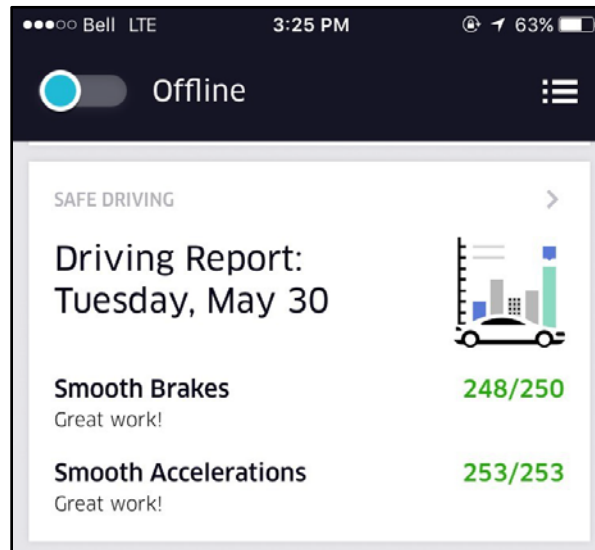 Bell LTE 3:25 PM 63%
Offline
SAFE DRIVING
Driving Report:
Tuesday, May 30
Smooth Brakes 248/250
Great work!
Smooth Accelerations 253/253
Great work!